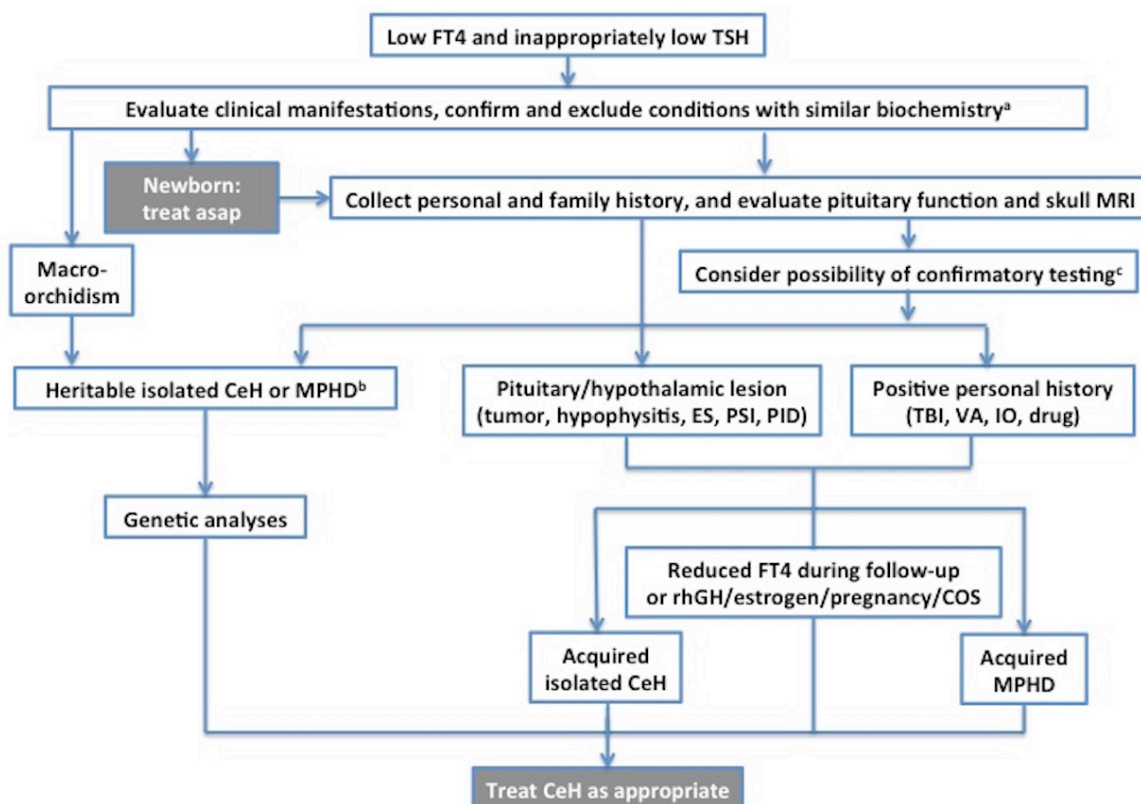 Low FT4 and inappropriately low TSH
Evaluate clinical manifestations, confirm and exclude conditions with similar biochemistryᵃ
Newborn:
treat asap
Collect personal and family history, and evaluate pituitary function and skull MRI
Macro-
orchidism
Consider possibility of confirmatory testingᶜ
Heritable isolated CeH or MPHDᵇ
Pituitary/hypothalamic lesion
(tumor, hypophysitis, ES, PSI, PID)
Positive personal history
(TBI, VA, IO, drug)
Genetic analyses
Reduced FT4 during follow-up
or rhGH/estrogen/pregnancy/COS
Acquired
isolated CeH
Acquired
MPHD
Treat CeH as appropriate